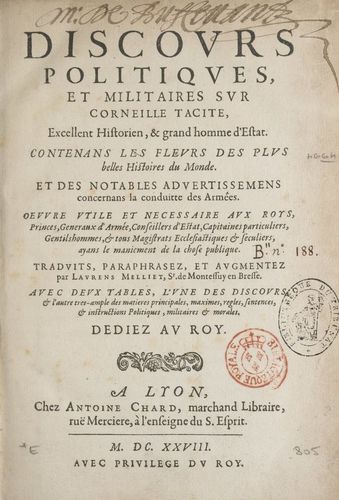 DISCOVRS
POLITIQVES,
ET MILITAIRES SVR
CORNEILLE TACITE,
Excellent Historien, & grand homme d'Estat.
CONTENANS LES FLEVRS DES PLVS
belles Histoires du Monde.
ET DES NOTABLES ADVERTISSEMENS
concernans la conduitte des Armées.
OEVVRE VTILE ET NECESSAIRE AVX ROYS,
Princes, Generaux d'Armée, Conseillers d'Estat, Capitaines particuliers,
Gentilshommes, & tous Magistrats Ecclesiastiques & seculiers,
ayans le maniement de la chose publique.
B. n° 188.
TRADVITS, PARAPHRASEZ, ET AVGMENTEZ
par LAVRENS MELLIET, Sr. de Montessuy en Bresse.
AVEC DEVX TABLES, L'VNE DES DISCOVRS
& l'autre tres-ample des matieres principales, maximes, regles, sentences,
& instructions Politiques, militaires & morales.
DEDIEZ AV ROY.
A LYON,
Chez ANTOINE CHARD, marchand Libraire,
ruë Merciere, à l'enseigne du S. Esprit.
*E
M. DC. XXVIII.
805
AVEC PRIVILEGE DV ROY.